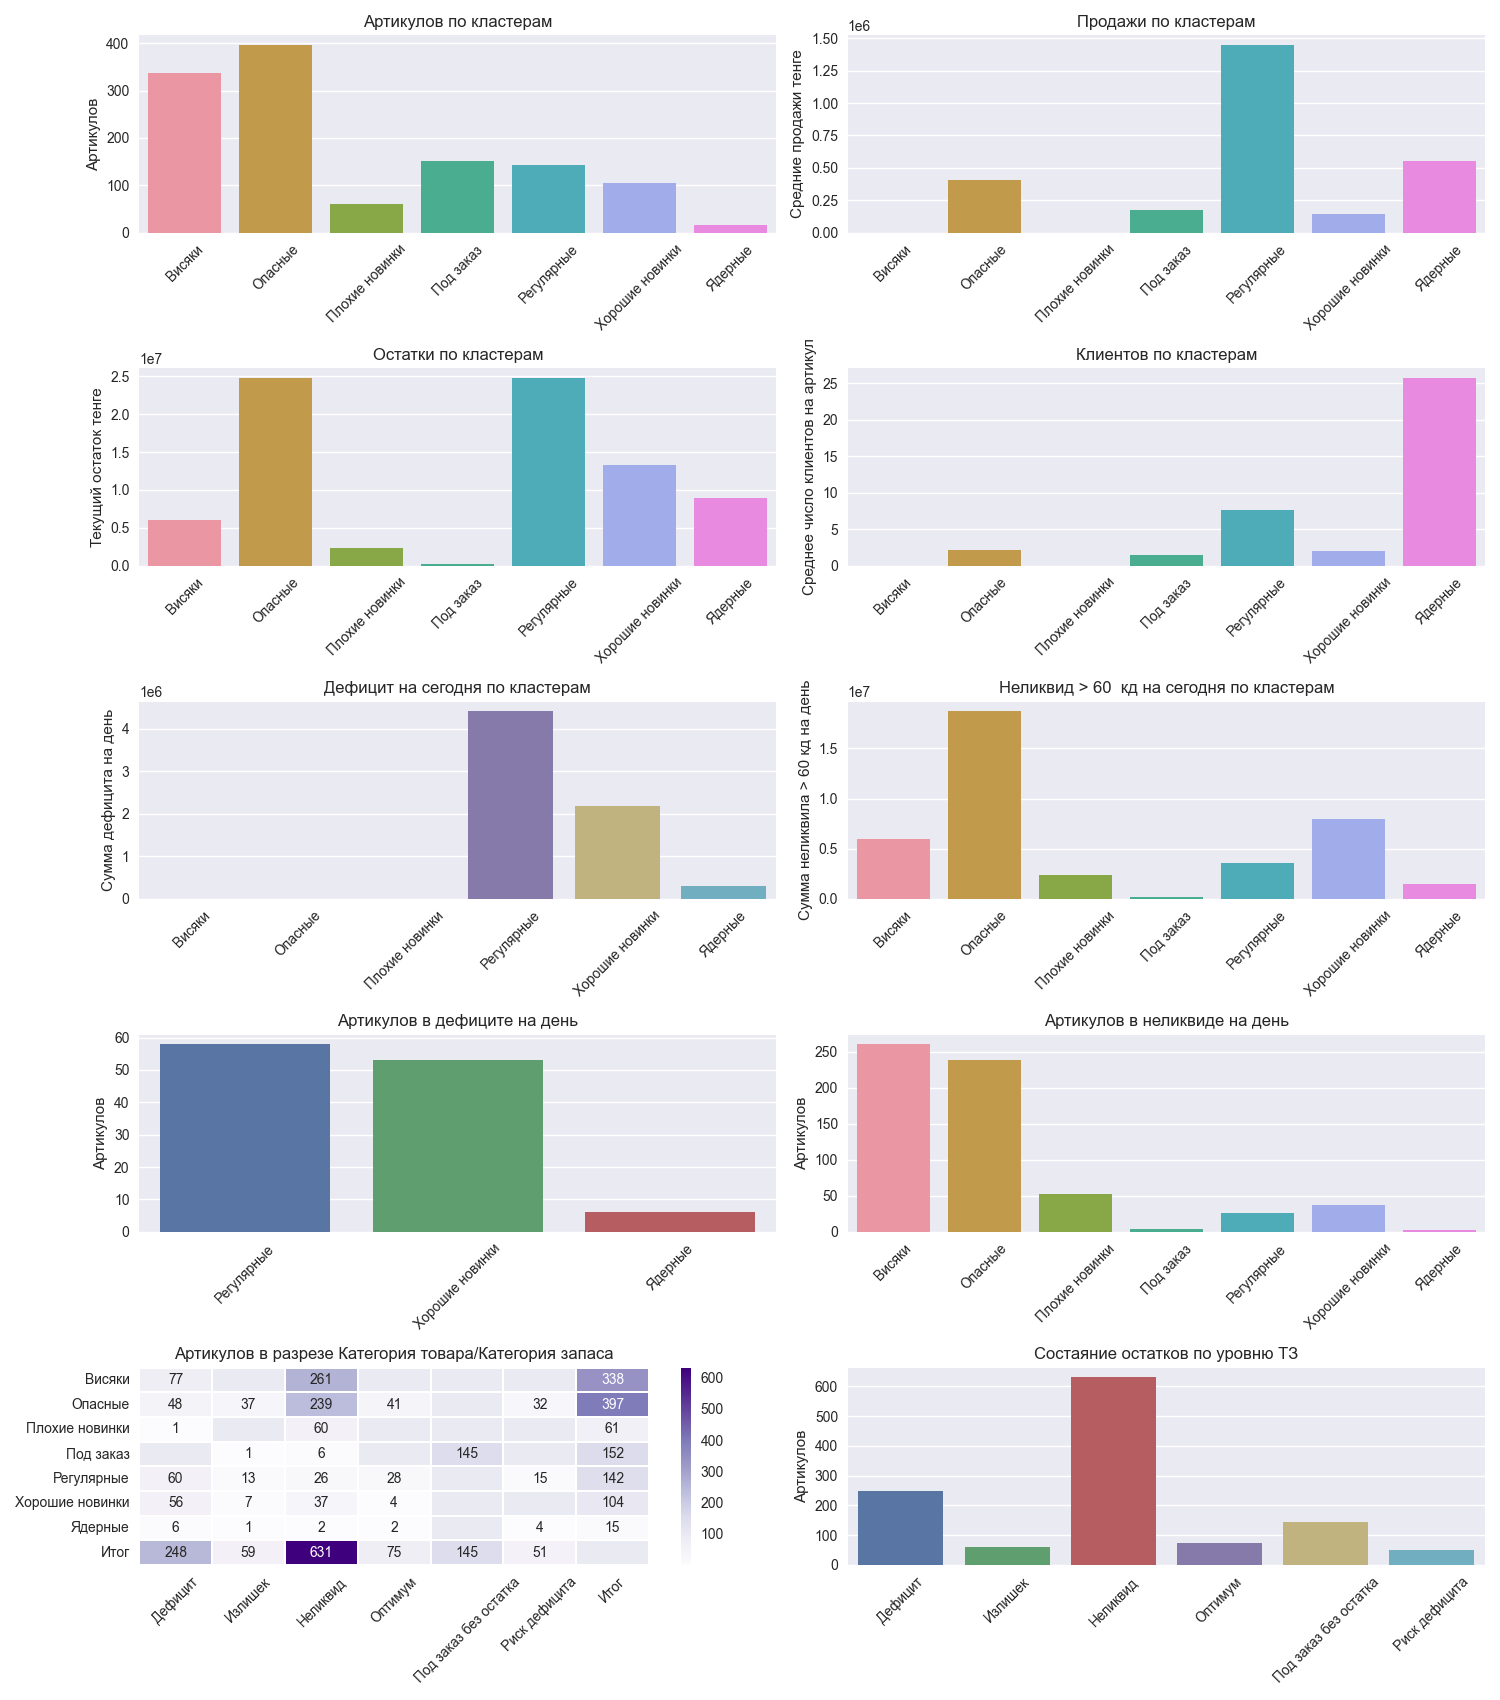 Артикулов по кластерам
Артикулов
400
300
200
100
0
Висяки
Опасные
Плохие новинки
Под заказ
Регулярные
Хорошие новинки
Ядерные
Продажи по кластерам
1e6
Средние продажи тенге
1.50
1.25
1.00
0.75
0.50
0.25
0.00
Висяки
Опасные
Плохие новинки
Под заказ
Регулярные
Хорошие новинки
Ядерные
Остатки по кластерам
1e7
Текущий остаток тенге
2.5
2.0
1.5
1.0
0.5
0.0
Висяки
Опасные
Плохие новинки
Под заказ
Регулярные
Хорошие новинки
Ядерные
Клиентов по кластерам
Среднее число клиентов на артикул
25
20
15
10
5
0
Висяки
Опасные
Плохие новинки
Под заказ
Регулярные
Хорошие новинки
Ядерные
Дефицит на сегодня по кластерам
1e6
Сумма дефицита на день
4
3
2
1
0
Висяки
Опасные
Плохие новинки
Регулярные
Хорошие новинки
Ядерные
Неликвид > 60 кд на сегодня по кластерам
1e7
Сумма неликвила > 60 кд на день
1.5
1.0
0.5
0.0
Висяки
Опасные
Плохие новинки
Под заказ
Регулярные
Хорошие новинки
Ядерные
Артикулов в дефиците на день
Артикулов
60
50
40
30
20
10
0
Регулярные
Хорошие новинки
Ядерные
Артикулов в неликвиде на день
Артикулов
250
200
150
100
50
0
Висяки
Опасные
Плохие новинки
Под заказ
Регулярные
Хорошие новинки
Ядерные
Артикулов в разрезе Категория товара/Категория запаса
Висяки 77 261 338
Опасные 48 37 239 41 32 397
Плохие новинки 1 60 61
Под заказ 1 6 145 152
Регулярные 60 13 26 28 15 142
Хорошие новинки 56 7 37 4 104
Ядерные 6 1 2 2 4 15
Итог 248 59 631 75 145 51
Дефицит
Излишек
Неликвид
Оптимум
Под заказ без остатка
Риск дефицита
Итог
600
500
400
300
200
100
Состаяние остатков по уровню ТЗ
Артикулов
600
500
400
300
200
100
0
Дефицит
Излишек
Неликвид
Оптимум
Под заказ без остатка
Риск дефицита